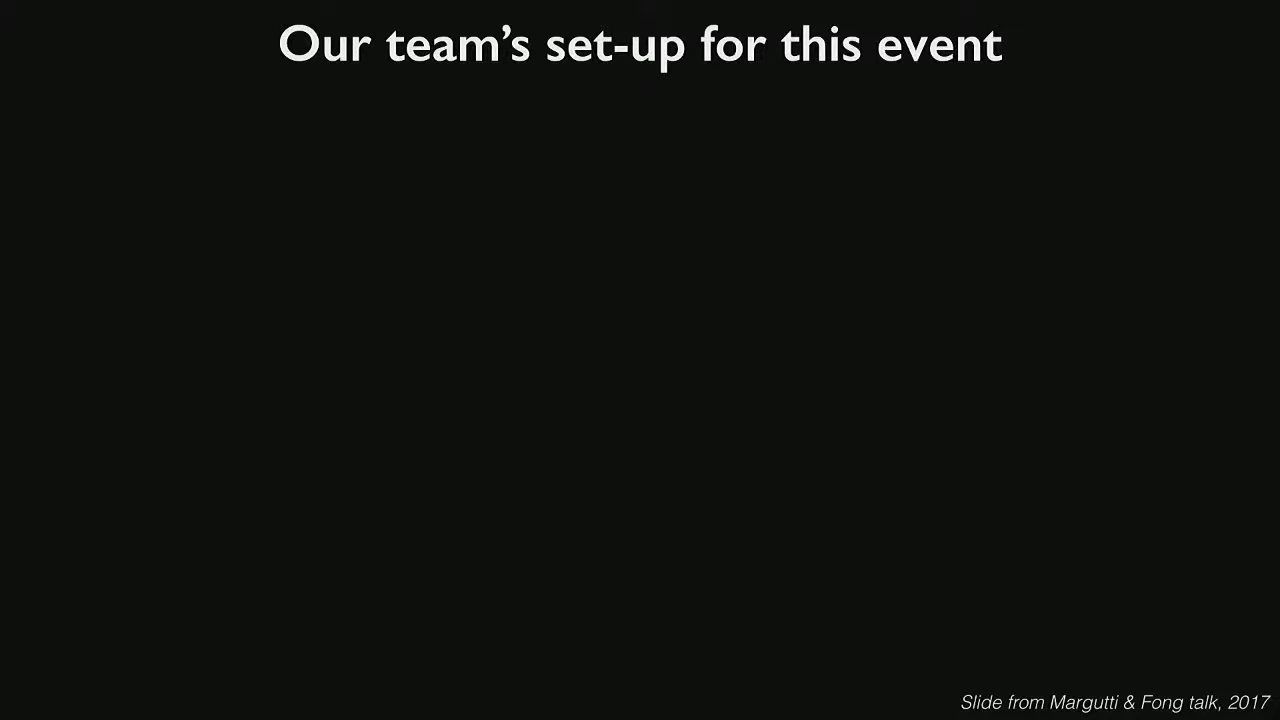 Our team’s set-up for this event
Slide from Margutti & Fong talk, 2017